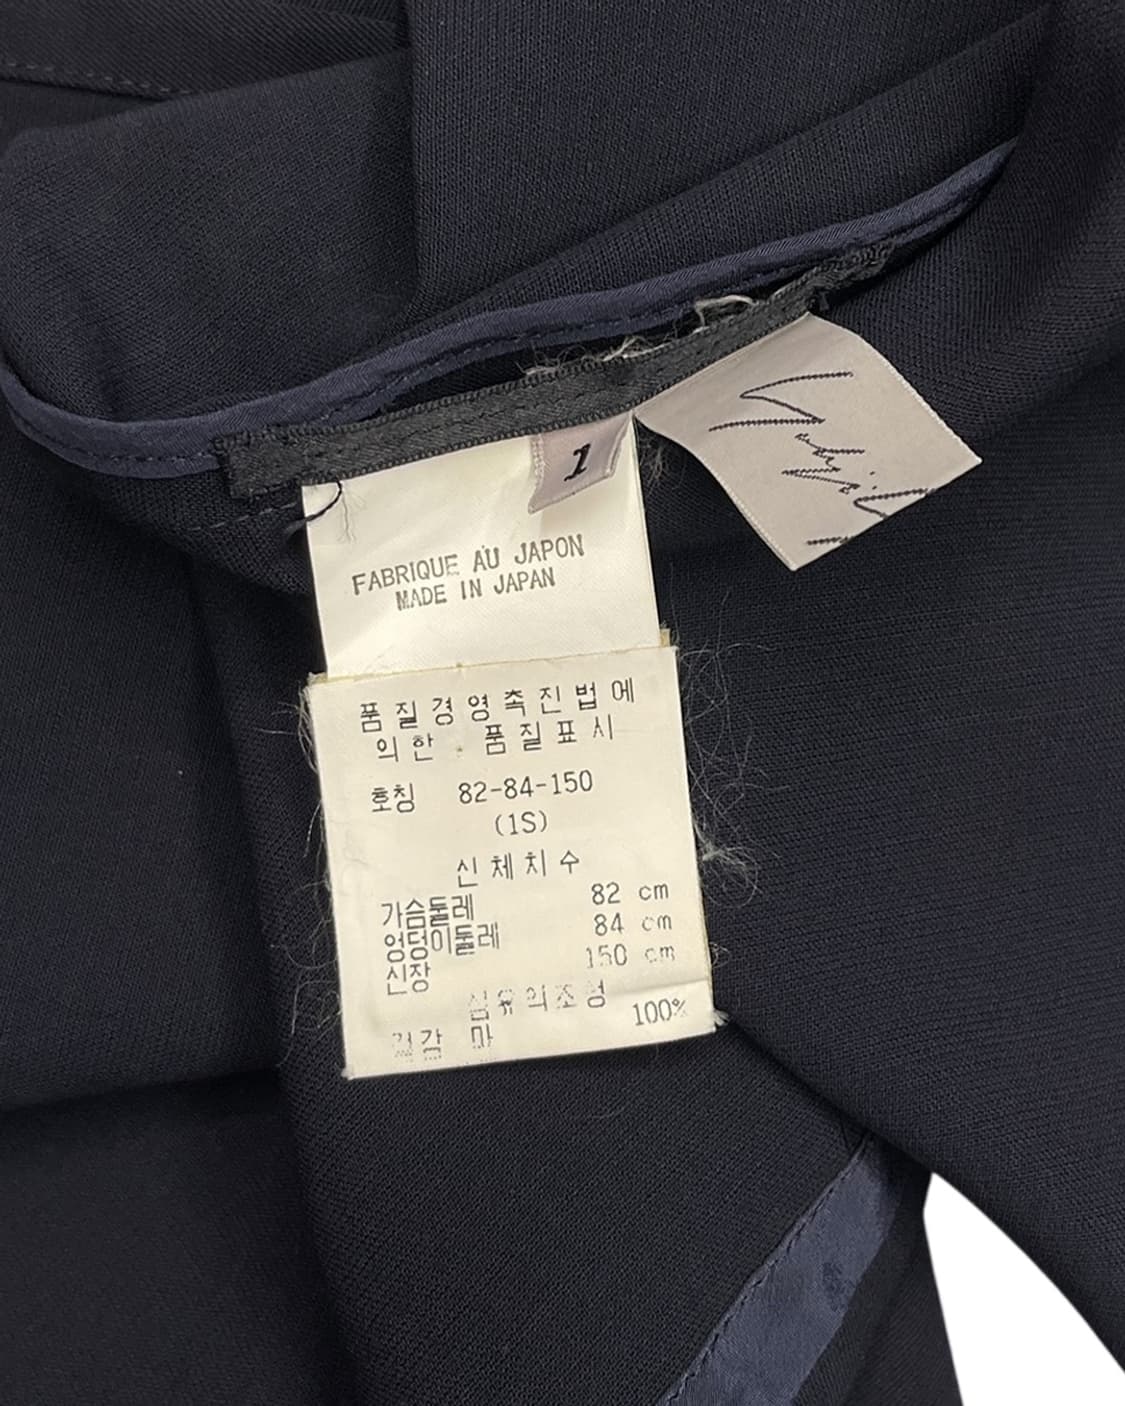 1
FABRIQUE AU JAPON
MADE IN JAPAN
품질경영촉진법에
의한 품질표시
호칭 82-84-150
(1S)
신체치수
가슴둘레 82 cm
엉덩이둘레 84 cm
신장 150 cm
섬유의조성
겉감 마 100%